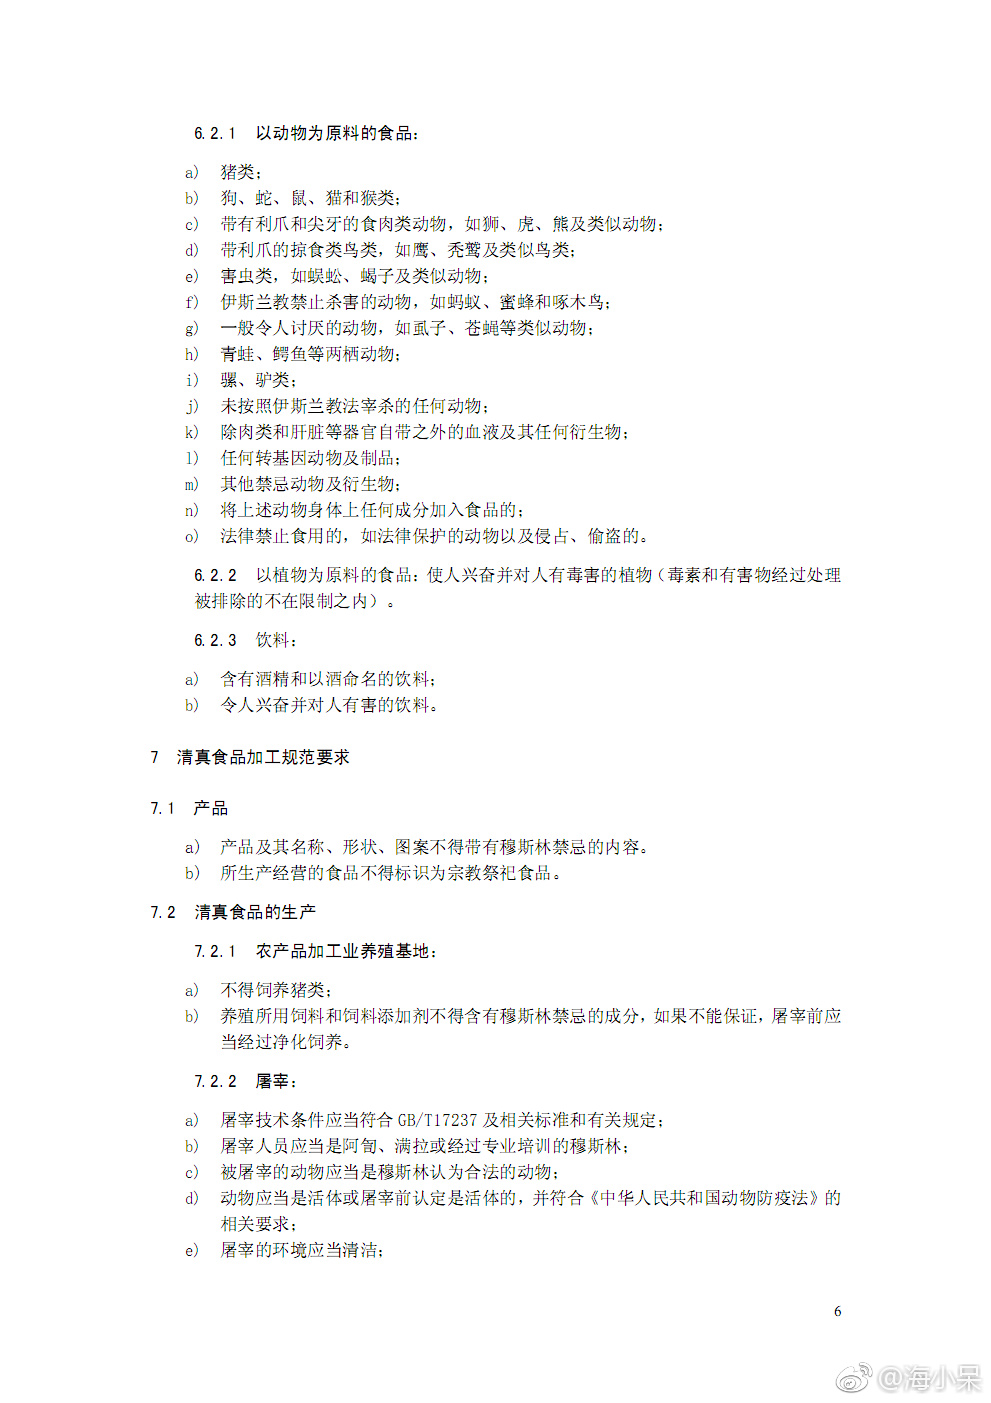 6.2.1 以动物为原料的食品：
a) 猪类；
b) 狗、蛇、鼠、猫和猴类；
c) 带有利爪和尖牙的食肉类动物，如狮、虎、熊及类似动物；
d) 带利爪的掠食类鸟类，如鹰、秃鹫及类似鸟类；
e) 害虫类，如蜈蚣、蝎子及类似动物；
f) 伊斯兰教禁止杀害的动物，如蚂蚁、蜜蜂和啄木鸟；
g) 一般令人讨厌的动物，如虱子、苍蝇等类似动物；
h) 青蛙、鳄鱼等两栖动物；
i) 骡、驴类；
j) 未按照伊斯兰教法宰杀的任何动物；
k) 除肉类和肝脏等器官自带之外的血液及其任何衍生物；
l) 任何转基因动物及制品；
m) 其他禁忌动物及衍生物；
n) 将上述动物身体上任何成分加入食品的；
o) 法律禁止食用的，如法律保护的动物以及侵占、偷盗的。
6.2.2 以植物为原料的食品：使人兴奋并对人有毒害的植物（毒素和有害物经过处理
被排除的不在限制之内）。
6.2.3 饮料：
a) 含有酒精和以酒命名的饮料；
b) 令人兴奋并对人有害的饮料。
7 清真食品加工规范要求
7.1 产品
a) 产品及其名称、形状、图案不得带有穆斯林禁忌的内容。
b) 所生产经营的食品不得标识为宗教祭祀食品。
7.2 清真食品的生产
7.2.1 农产品加工业养殖基地：
a) 不得饲养猪类；
b) 养殖所用饲料和饲料添加剂不得含有穆斯林禁忌的成分，如果不能保证，屠宰前应
当经过净化饲养。
7.2.2 屠宰：
a) 屠宰技术条件应当符合 GB/T17237 及相关标准和有关规定；
b) 屠宰人员应当是阿訇、满拉或经过专业培训的穆斯林；
c) 被屠宰的动物应当是穆斯林认为合法的动物；
d) 动物应当是活体或屠宰前认定是活体的，并符合《中华人民共和国动物防疫法》的
相关要求；
e) 屠宰的环境应当清洁；
6
@海小呆